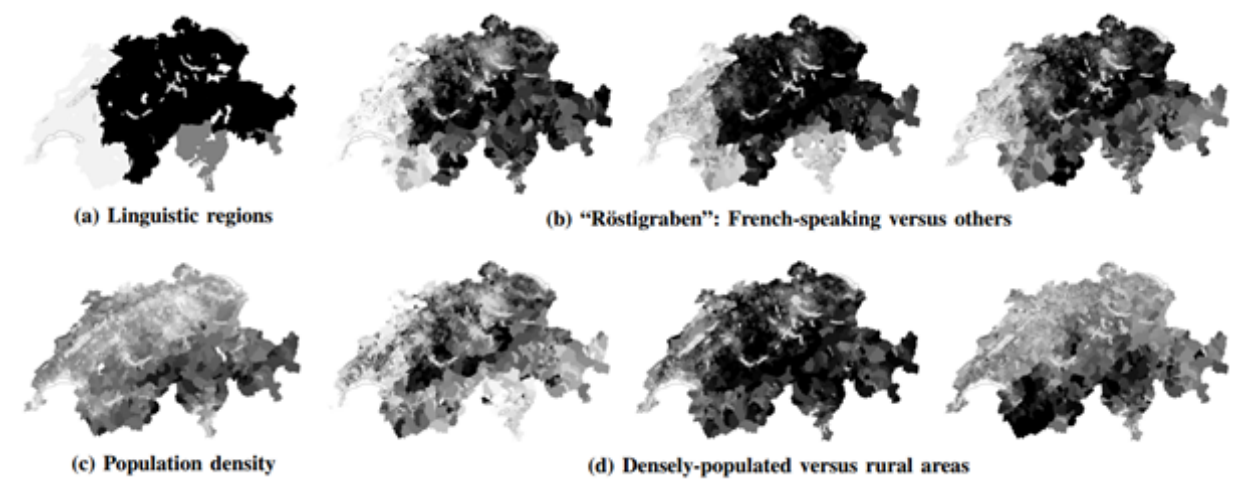 (a) Linguistic regions
(b) “Röstigraben”: French-speaking versus others
(c) Population density
(d) Densely-populated versus rural areas